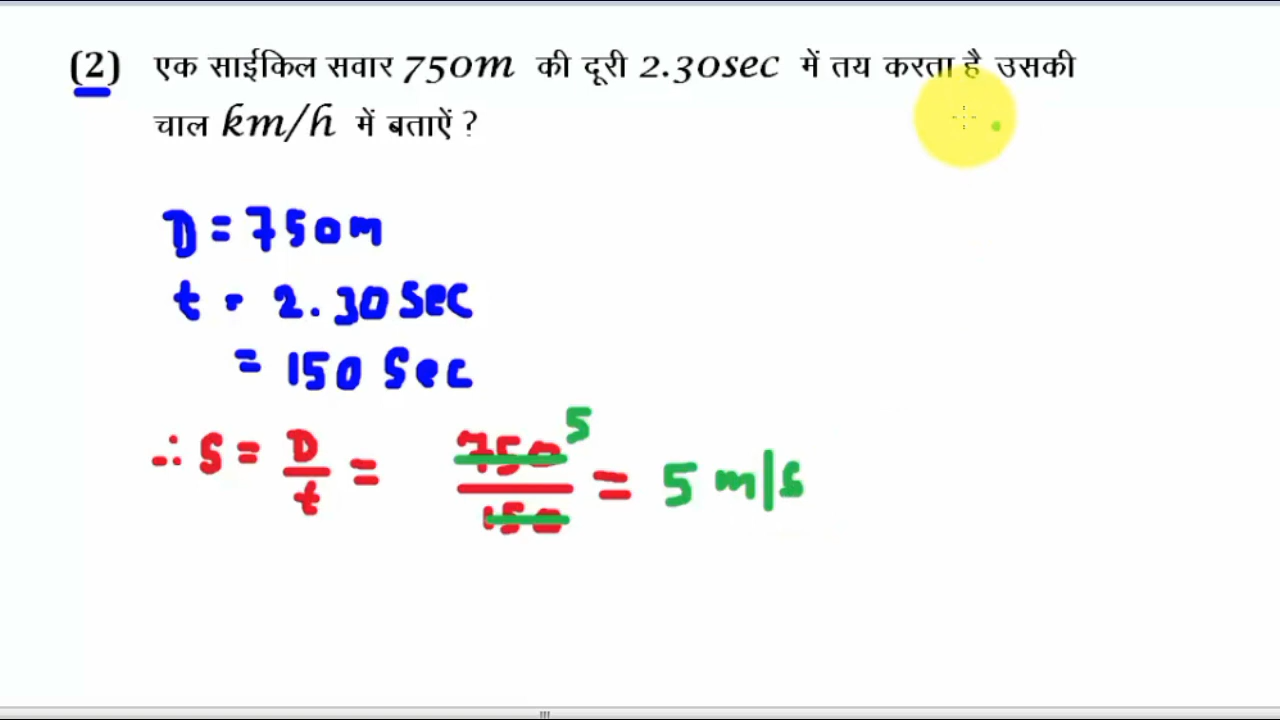 (2) एक साईकिल सवार 750m की दूरी 2.30sec में तय करता है उसकी
चाल km/h में बताऐं ?
D = 750m
t = 2.30 Sec
= 150 Sec
∴ S = D/t = 750/150 5 = 5 m/s